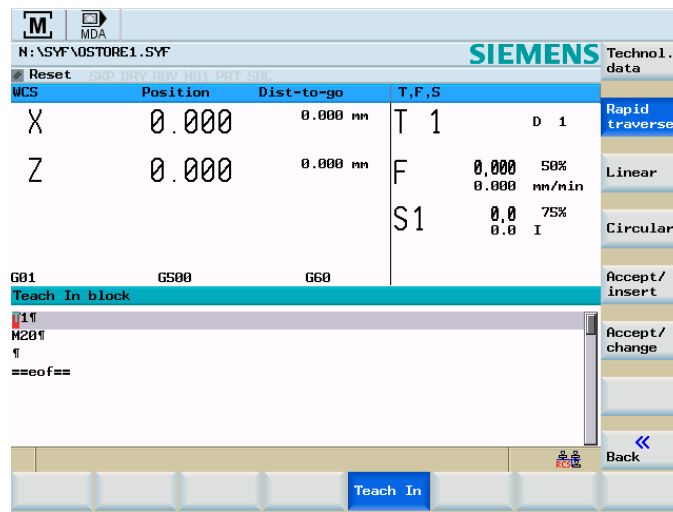 M
MDA
N:\SYF\OSTORE1.SYF
SIEMENS
Reset SKP DRY ROV M01 PRT SBL
WCS Position Dist-to-go T,F,S
X 0.000 0.000 mm T 1 D 1
Z 0.000 0.000 mm F 0,000 50%
0.000 mm/min
S1 0,0 75%
0.0 I
G01 G500 G60
Teach In block
T1¶
M20¶
¶
==eof==
RCS
Teach In
Technol.
data
Rapid
traverse
Linear
Circular
Accept/
insert
Accept/
change
«
Back